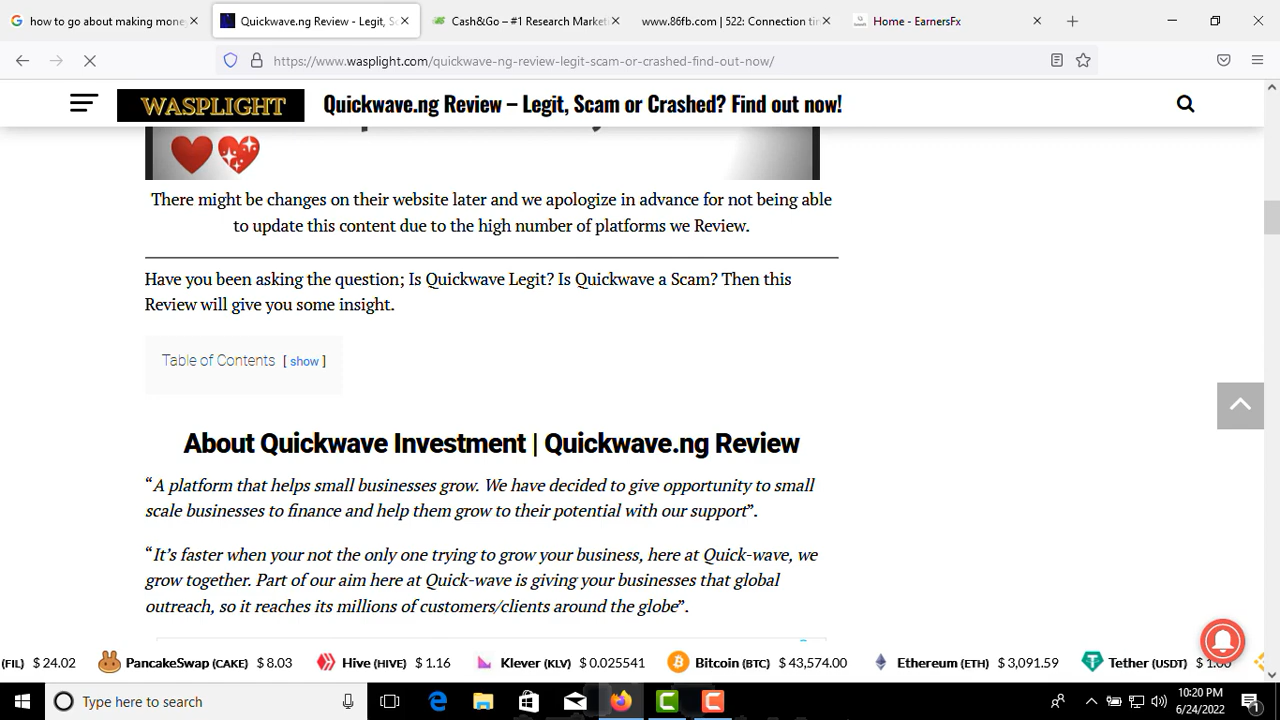 how to go about making mone
Quickwave.ng Review - Legit, S
Cash&Go – #1 Research Market
www.86fb.com | 522: Connection ti
Home - EarnersFx
https://www.wasplight.com/quickwave-ng-review-legit-scam-or-crashed-find-out-now/
WASPLIGHT
Quickwave.ng Review – Legit, Scam or Crashed? Find out now!
There might be changes on their website later and we apologize in advance for not being able
to update this content due to the high number of platforms we Review.
Have you been asking the question; Is Quickwave Legit? Is Quickwave a Scam? Then this
Review will give you some insight.
Table of Contents [ show ]
About Quickwave Investment | Quickwave.ng Review
“A platform that helps small businesses grow. We have decided to give opportunity to small
scale businesses to finance and help them grow to their potential with our support”.
“It’s faster when your not the only one trying to grow your business, here at Quick-wave, we
grow together. Part of our aim here at Quick-wave is giving your businesses that global
outreach, so it reaches its millions of customers/clients around the globe”.
(FIL) $ 24.02 PancakeSwap (CAKE) $ 8.03 Hive (HIVE) $ 1.16 Klever (KLV) $ 0.025541 Bitcoin (BTC) $ 43,574.00 Ethereum (ETH) $ 3,091.59 Tether (USDT) $ 1.00
Type here to search
10:20 PM
6/24/2022